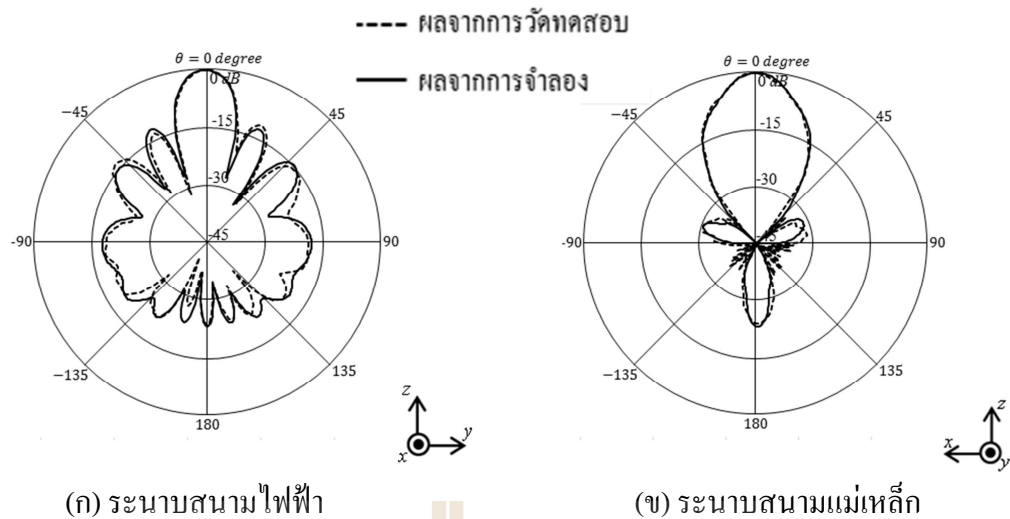 ผลจากการวัดทดสอบ
ผลจากการจำลอง
θ = 0 degree
0 dB
-15
-30
-45
−45
45
-90
90
−135
135
180
z
y
x
(ก) ระนาบสนามไฟฟ้า
θ = 0 degree
0 dB
-15
-30
-45
−45
45
-90
90
−135
135
180
x
z
y
(ข) ระนาบสนามแม่เหล็ก